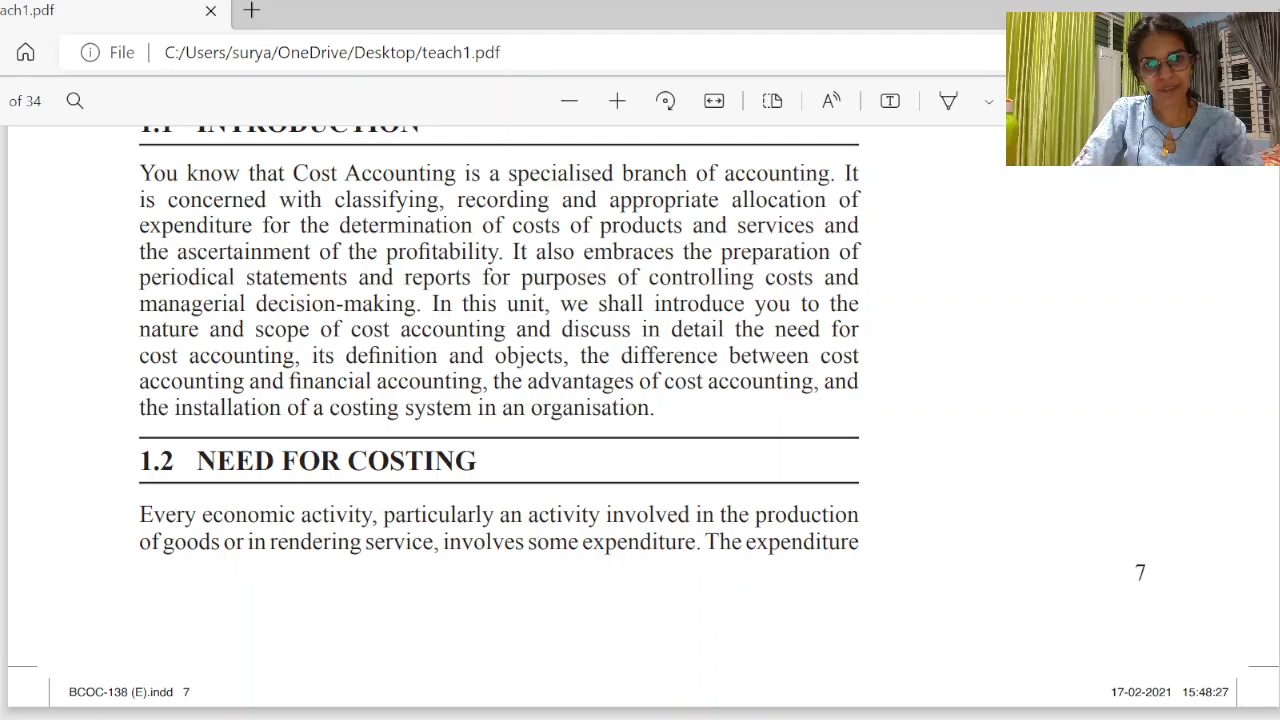 ach1.pdf
File
C:/Users/surya/OneDrive/Desktop/teach1.pdf
of 34
1.1 INTRODUCTION
You know that Cost Accounting is a specialised branch of accounting. It
is concerned with classifying, recording and appropriate allocation of
expenditure for the determination of costs of products and services and
the ascertainment of the profitability. It also embraces the preparation of
periodical statements and reports for purposes of controlling costs and
managerial decision-making. In this unit, we shall introduce you to the
nature and scope of cost accounting and discuss in detail the need for
cost accounting, its definition and objects, the difference between cost
accounting and financial accounting, the advantages of cost accounting, and
the installation of a costing system in an organisation.
1.2 NEED FOR COSTING
Every economic activity, particularly an activity involved in the production
of goods or in rendering service, involves some expenditure. The expenditure
7
BCOC-138 (E).indd 7
17-02-2021 15:48:27